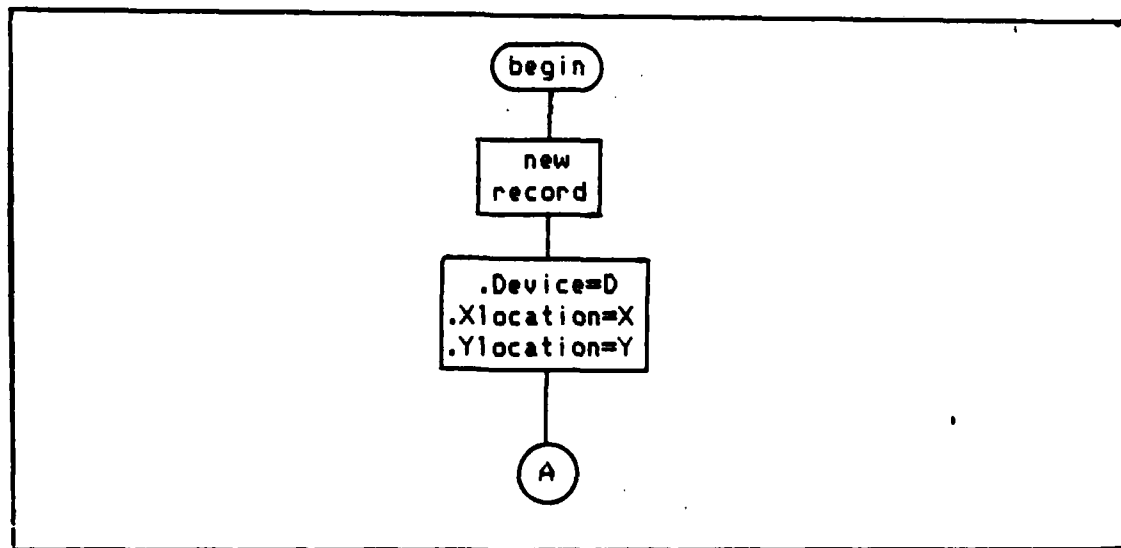 begin
new
record
.Device=D
.Xlocation=X
.Ylocation=Y
A